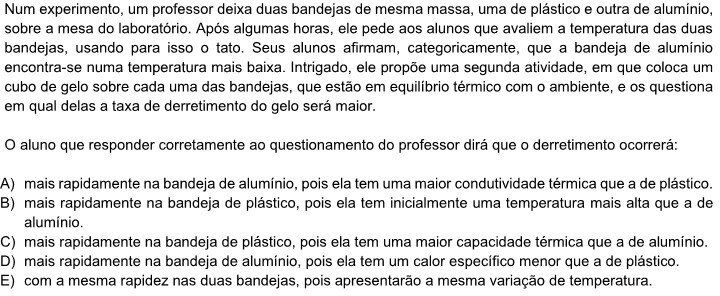 Num experimento, um professor deixa duas bandejas de mesma massa, uma de plástico e outra de alumínio,
sobre a mesa do laboratório. Após algumas horas, ele pede aos alunos que avaliem a temperatura das duas
bandejas, usando para isso o tato. Seus alunos afirmam, categoricamente, que a bandeja de alumínio
encontra-se numa temperatura mais baixa. Intrigado, ele propõe uma segunda atividade, em que coloca um
cubo de gelo sobre cada uma das bandejas, que estão em equilíbrio térmico com o ambiente, e os questiona
em qual delas a taxa de derretimento do gelo será maior.
O aluno que responder corretamente ao questionamento do professor dirá que o derretimento ocorrerá:
A) mais rapidamente na bandeja de alumínio, pois ela tem uma maior condutividade térmica que a de plástico.
B) mais rapidamente na bandeja de plástico, pois ela tem inicialmente uma temperatura mais alta que a de
alumínio.
C) mais rapidamente na bandeja de plástico, pois ela tem uma maior capacidade térmica que a de alumínio.
D) mais rapidamente na bandeja de alumínio, pois ela tem um calor específico menor que a de plástico.
E) com a mesma rapidez nas duas bandejas, pois apresentarão a mesma variação de temperatura.